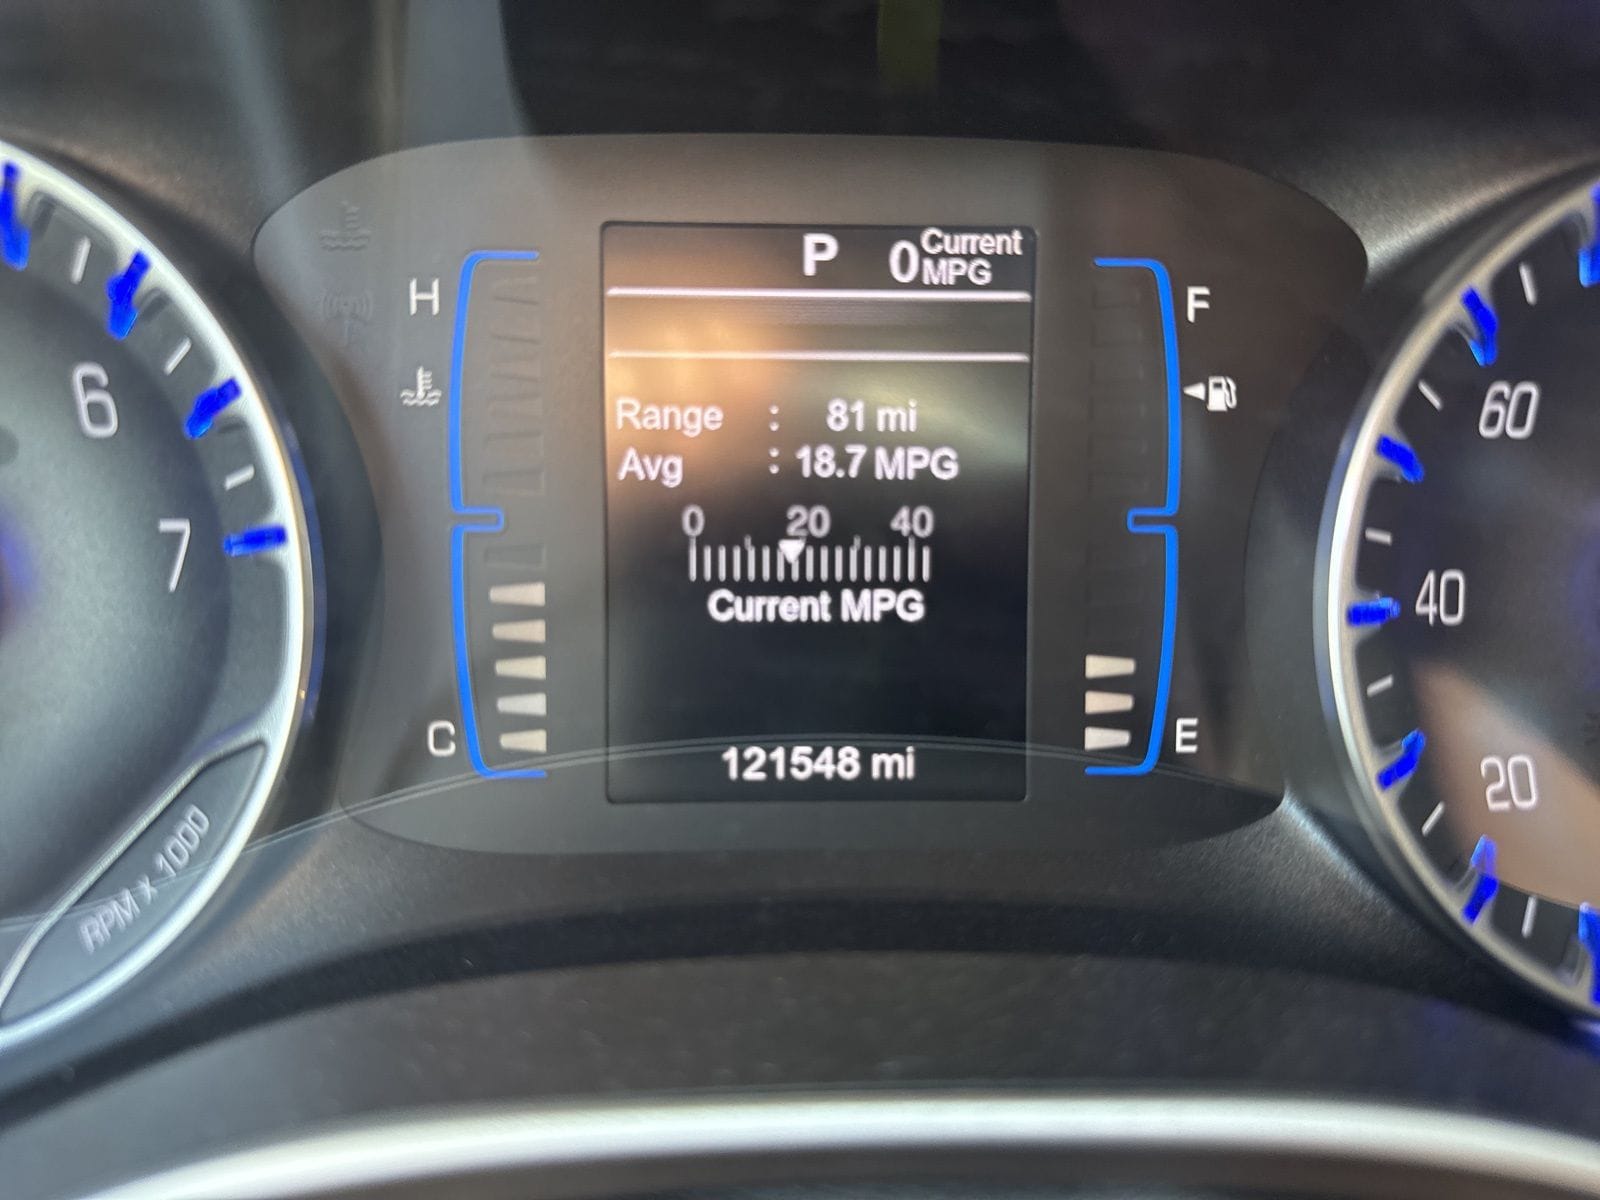 P 0 Current MPG
H
F
6
60
Range : 81 mi
Avg : 18.7 MPG
0 20 40
7
Current MPG
40
C
E
121548 mi
20
RPM x 1000